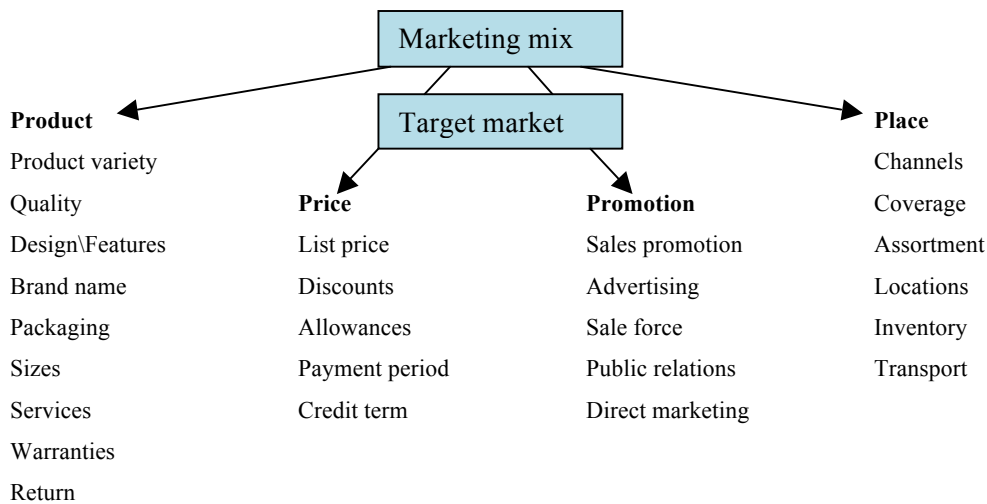 Marketing mix
Target market
Product
Product variety
Quality
Design\Features
Brand name
Packaging
Sizes
Services
Warranties
Return
Price
List price
Discounts
Allowances
Payment period
Credit term
Promotion
Sales promotion
Advertising
Sale force
Public relations
Direct marketing
Place
Channels
Coverage
Assortment
Locations
Inventory
Transport